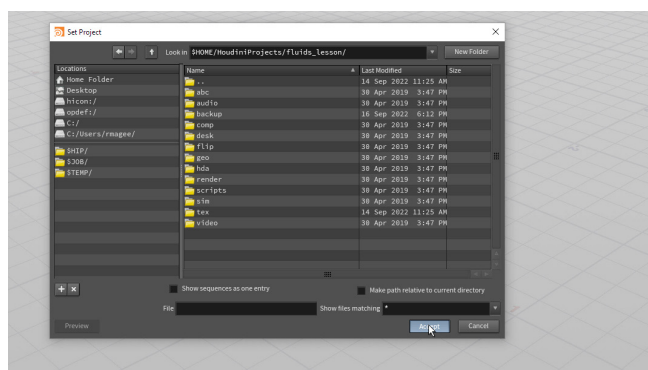 Set Project
Look in $HOME/HoudiniProjects/fluids_lesson/ New Folder
Locations
Home Folder
Desktop
hicon:/
opdef:/
C:/
C:/Users/rmagee/
$HIP/
$JOB/
$TEMP/
Name Last Modified Size
.. 14 Sep 2022 11:25 AM
abc 30 Apr 2019 3:47 PM
audio 30 Apr 2019 3:47 PM
backup 16 Sep 2022 6:12 PM
comp 30 Apr 2019 3:47 PM
desk 30 Apr 2019 3:47 PM
flip 30 Apr 2019 3:47 PM
geo 30 Apr 2019 3:47 PM
hda 30 Apr 2019 3:47 PM
render 30 Apr 2019 3:47 PM
scripts 30 Apr 2019 3:47 PM
sim 30 Apr 2019 3:47 PM
tex 14 Sep 2022 11:25 AM
video 30 Apr 2019 3:47 PM
Show sequences as one entry Make path relative to current directory
File Show files matching *
Preview Accept Cancel